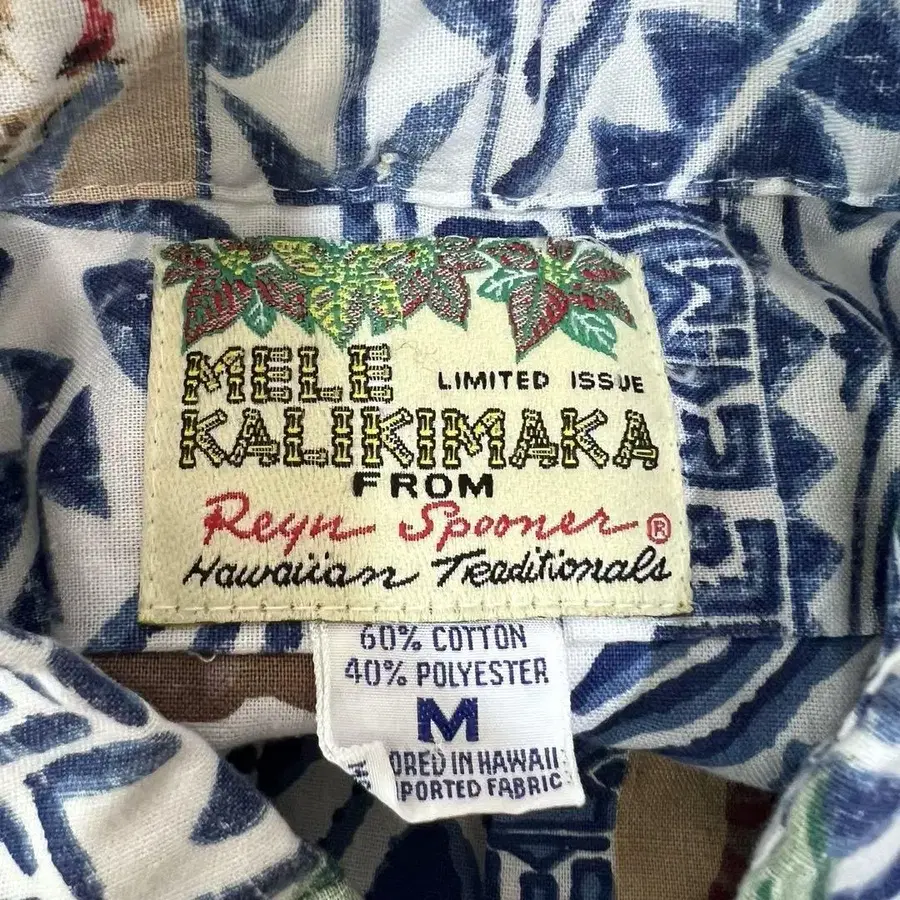 MELE
LIMITED ISSUE
KALIKIMAKA
FROM
Reyn Spooner ®
Hawaiian Traditionals
60% COTTON
40% POLYESTER
M
ORED IN HAWAII
PORTED FABRIC